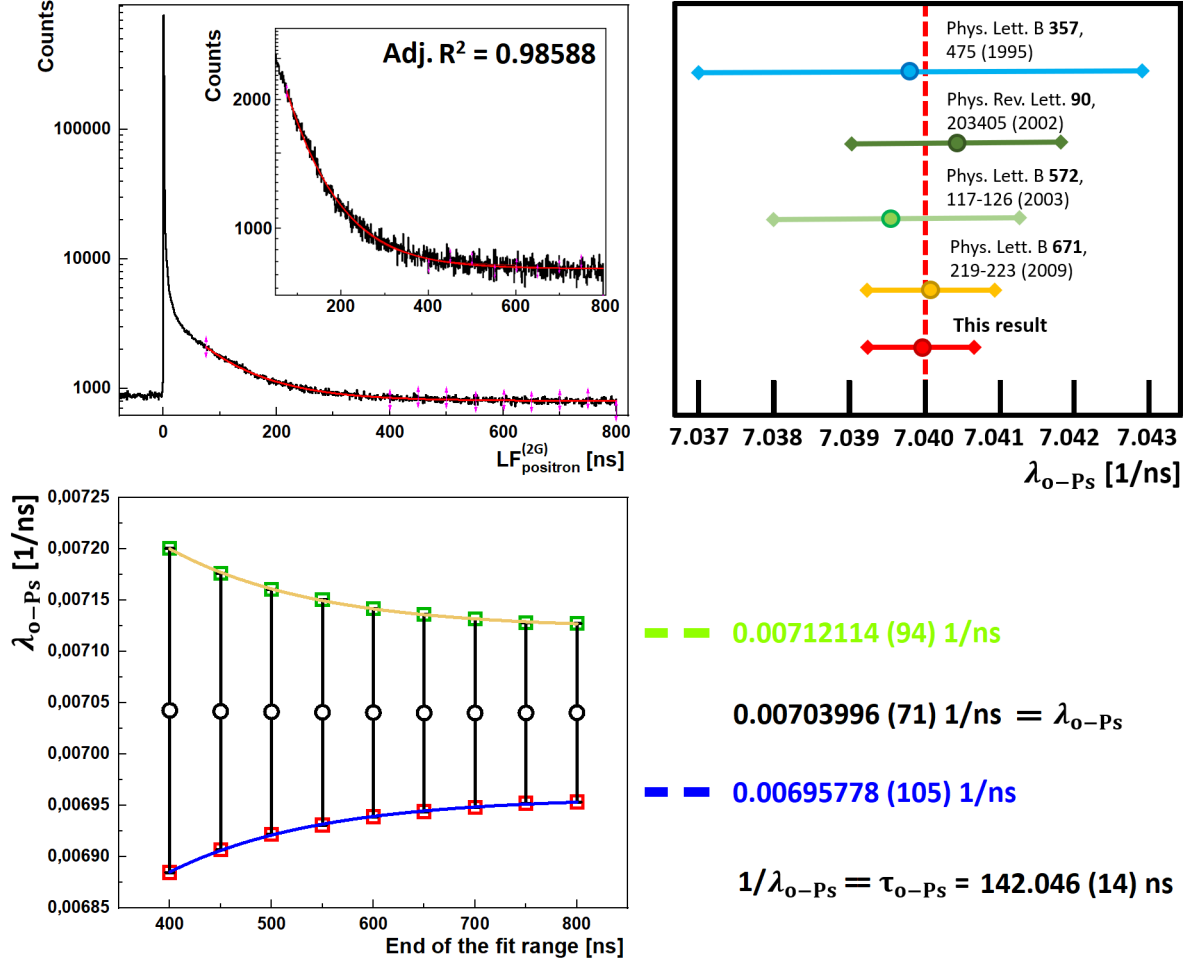 Counts
100000
10000
1000
0
200
400
600
800
LF(2G)positron [ns]
Counts
Adj. R2 = 0.98588
2000
1000
200
400
600
800
Phys. Lett. B 357,
475 (1995)
Phys. Rev. Lett. 90,
203405 (2002)
Phys. Lett. B 572,
117-126 (2003)
Phys. Lett. B 671,
219-223 (2009)
This result
7.037
7.038
7.039
7.040
7.041
7.042
7.043
λo−Ps [1/ns]
λo−Ps [1/ns]
0,00725
0,00720
0,00715
0,00710
0,00705
0,00700
0,00695
0,00690
0,00685
400
500
600
700
800
End of the fit range [ns]
0.00712114 (94) 1/ns
0.00703996 (71) 1/ns = λo−Ps
0.00695778 (105) 1/ns
1/λo−Ps = τo−Ps = 142.046 (14) ns